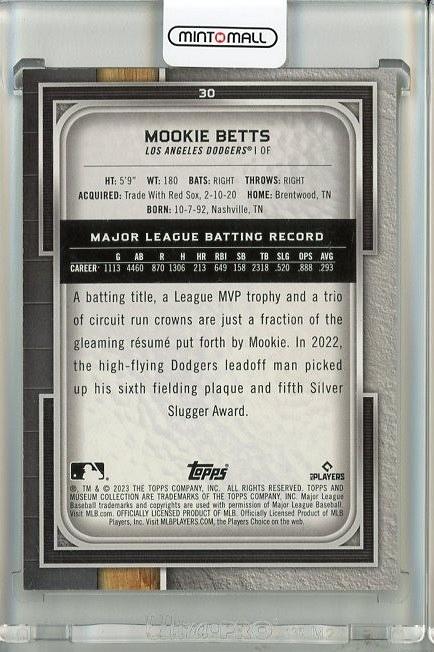 MINT MALL
30
MOOKIE BETTS
LOS ANGELES DODGERS® | OF
HT: 5'9" WT: 180 BATS: RIGHT THROWS: RIGHT
ACQUIRED: Trade With Red Sox, 2-10-20 HOME: Brentwood, TN
BORN: 10-7-92, Nashville, TN
MAJOR LEAGUE BATTING RECORD
G AB R H HR RBI SB TB SLG OPS AVG
CAREER 1113 4460 870 1306 213 649 158 2318 .520 .888 .293
A batting title, a League MVP trophy and a trio
of circuit run crowns are just a fraction of the
gleaming résumé put forth by Mookie. In 2022,
the high-flying Dodgers leadoff man picked
up his sixth fielding plaque and fifth Silver
Slugger Award.
topps
PLAYERS
®, TM & © 2023 THE TOPPS COMPANY, INC. ALL RIGHTS RESERVED. TOPPS AND
MUSEUM COLLECTION ARE TRADEMARKS OF THE TOPPS COMPANY, INC. Major League
Baseball trademarks and copyrights are used with permission of Major League Baseball.
Visit MLB.com. OFFICIALLY LICENSED PRODUCT OF MLB. Officially Licensed Product of MLB
Players, Inc. Visit MLBPLAYERS.COM, the Players Choice on the web.
Ultra PRO